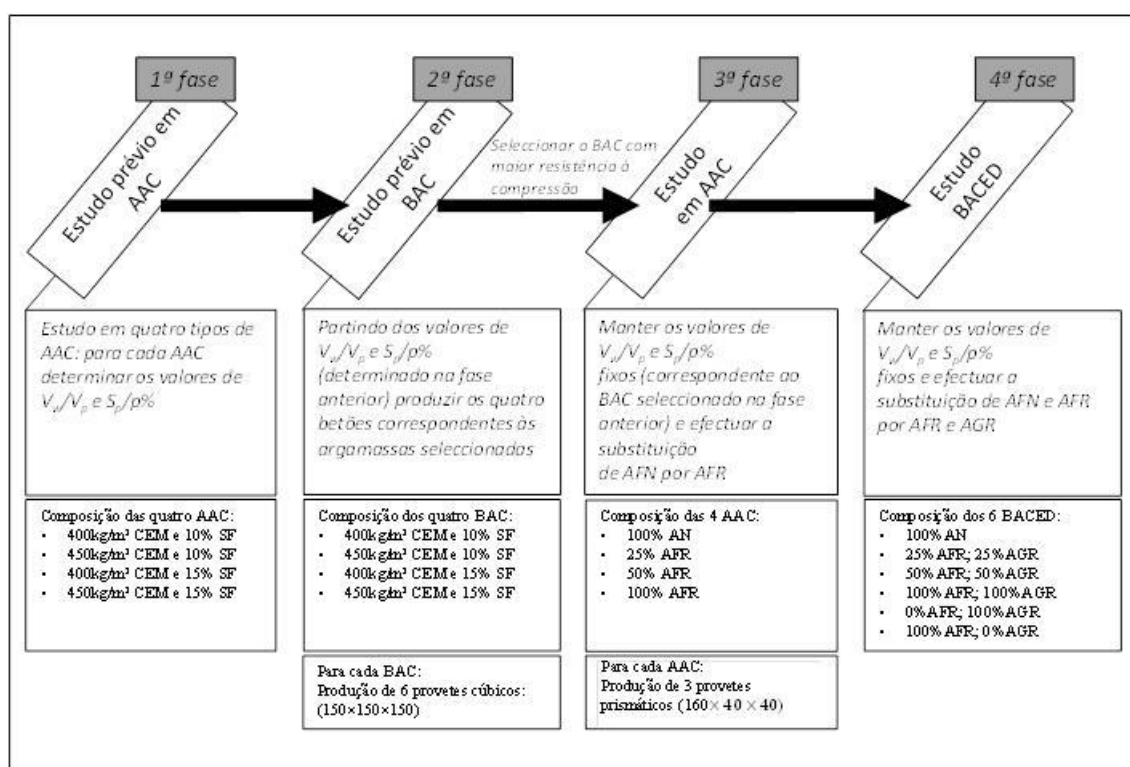 1ª fase
Estudo prévio em
AAC
Estudo em quatro tipos de
AAC: para cada AAC
determinar os valores de
Vw/Vp e Sp/p%
Composição das quatro AAC:
• 400kg/m³ CEM e 10% SF
• 450kg/m³ CEM e 10% SF
• 400kg/m³ CEM e 15% SF
• 450kg/m³ CEM e 15% SF
2ª fase
Estudo prévio em
BAC
Partindo dos valores de
Vw/Vp e Sp/p%
(determinado na fase
anterior) produzir os quatro
betões correspondentes às
argamassas seleccionadas
Composição dos quatro BAC:
• 400kg/m³ CEM e 10% SF
• 450kg/m³ CEM e 10% SF
• 400kg/m³ CEM e 15% SF
• 450kg/m³ CEM e 15% SF
Para cada BAC:
Produção de 6 provetes cúbicos:
(150×150×150)
Seleccionar o BAC com
maior resistência à
compressão
3ª fase
Estudo
em AAC
Manter os valores de
Vw/Vp e Sp/p%
fixos (correspondente ao
BAC seleccionado na fase
anterior) e efectuar a
substituição
de AFN por AFR
Composição das 4 AAC:
• 100% AN
• 25% AFR
• 50% AFR
• 100% AFR
Para cada AAC:
Produção de 3 provetes
prismáticos (160× 40 × 40)
4ª fase
Estudo
BACED
Manter os valores de
Vw/Vp e Sp/p%
fixos e efectuar a
substituição de AFN e AFR
por AFR e AGR
Composição dos 6 BACED:
• 100% AN
• 25% AFR; 25% AGR
• 50% AFR; 50% AGR
• 100% AFR; 100% AGR
• 0% AFR; 100% AGR
• 100% AFR; 0% AGR